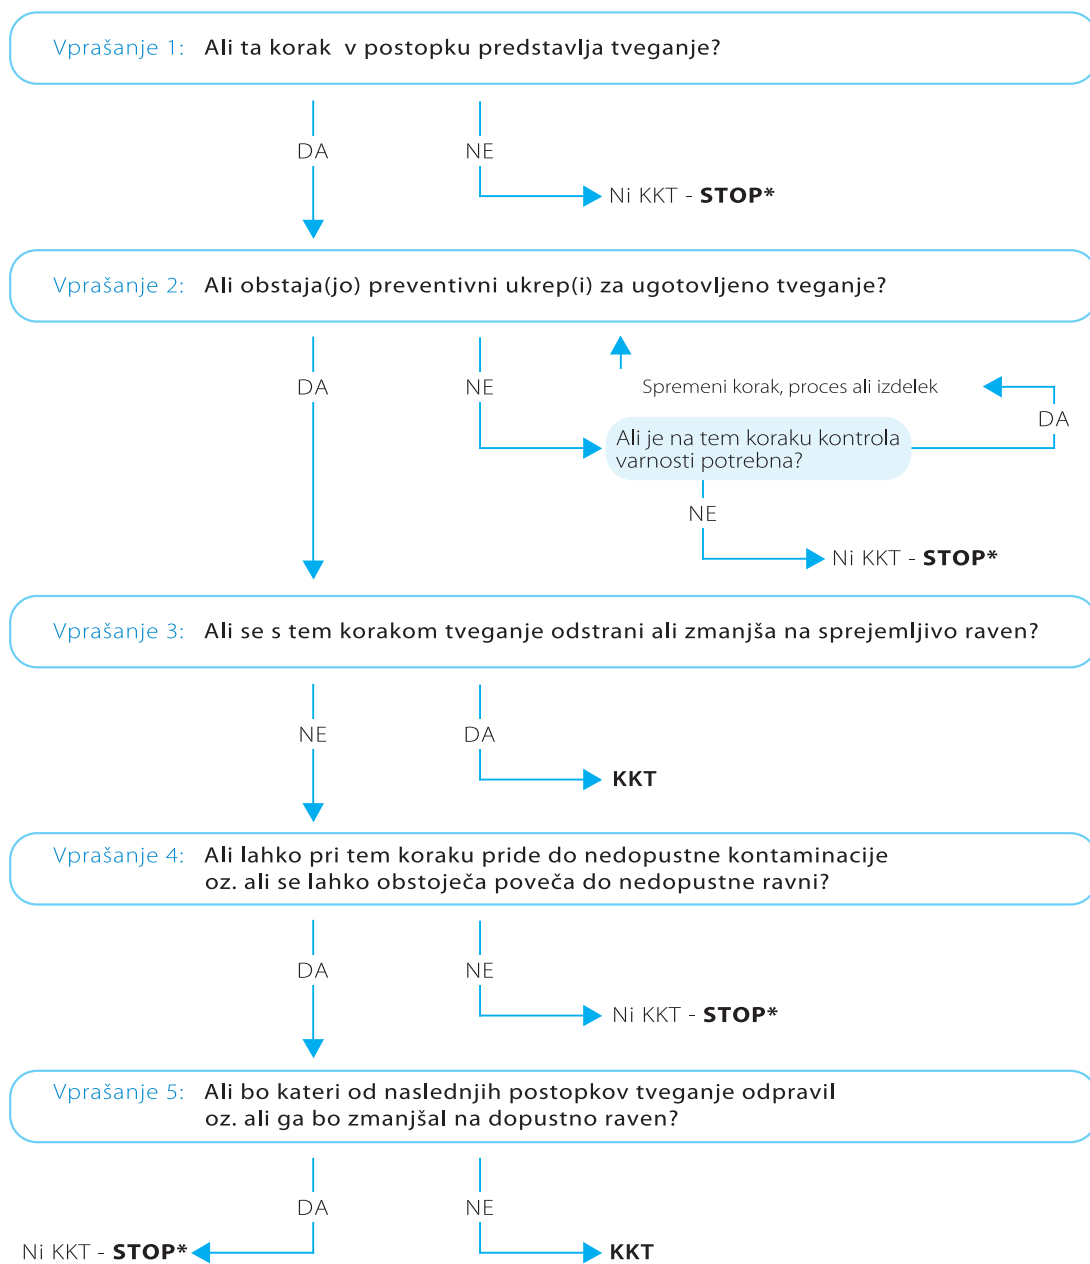 Vprašanje 1: Ali ta korak v postopku predstavlja tveganje?
DA
NE
Ni KKT - STOP*
Vprašanje 2: Ali obstaja(jo) preventivni ukrep(i) za ugotovljeno tveganje?
DA
NE
Spremeni korak, proces ali izdelek
DA
Ali je na tem koraku kontrola
varnosti potrebna?
NE
Ni KKT - STOP*
Vprašanje 3: Ali se s tem korakom tveganje odstrani ali zmanjša na sprejemljivo raven?
NE
DA
KKT
Vprašanje 4: Ali lahko pri tem koraku pride do nedopustne kontaminacije
oz. ali se lahko obstoječa poveča do nedopustne ravni?
DA
NE
Ni KKT - STOP*
Vprašanje 5: Ali bo kateri od naslednjih postopkov tveganje odpravil
oz. ali ga bo zmanjšal na dopustno raven?
DA
NE
Ni KKT - STOP*
KKT